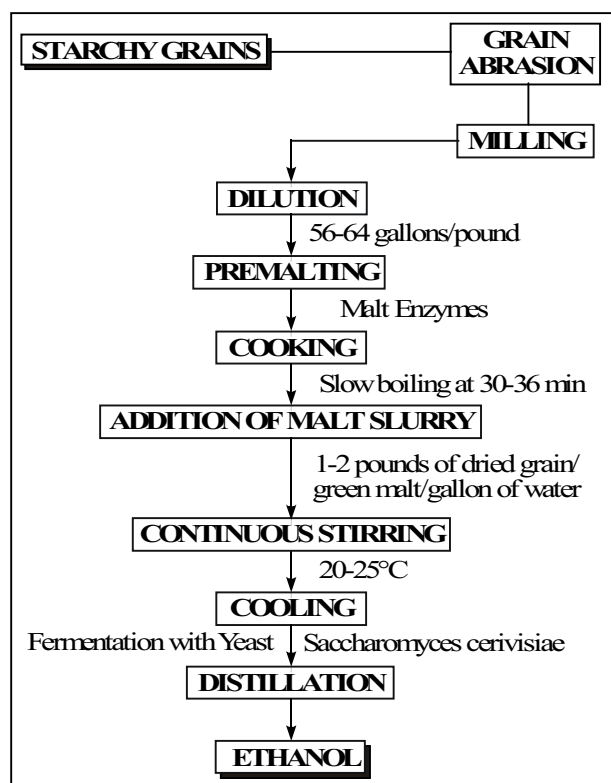 STARCHY GRAINS
GRAIN
ABRASION
MILLING
DILUTION
56-64 gallons/pound
PREMALTING
Malt Enzymes
COOKING
Slow boiling at 30-36 min
ADDITION OF MALT SLURRY
1-2 pounds of dried grain/
green malt/gallon of water
CONTINUOUS STIRRING
20-25°C
COOLING
Fermentation with Yeast
Saccharomyces cerivisiae
DISTILLATION
ETHANOL